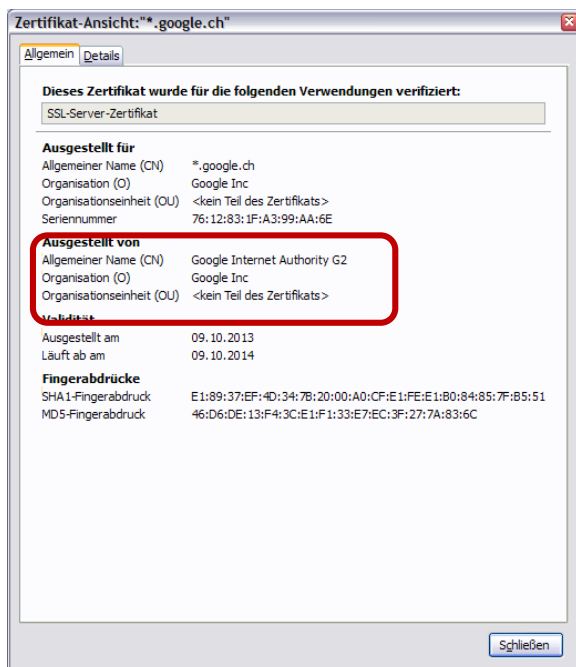 Zertifikat-Ansicht:"*.google.ch"
Allgemein Details
Dieses Zertifikat wurde für die folgenden Verwendungen verifiziert:
SSL-Server-Zertifikat
Ausgestellt für
Allgemeiner Name (CN) *.google.ch
Organisation (O) Google Inc
Organisationseinheit (OU) <kein Teil des Zertifikats>
Seriennummer 76:12:83:1F:A3:99:AA:6E
Ausgestellt von
Allgemeiner Name (CN) Google Internet Authority G2
Organisation (O) Google Inc
Organisationseinheit (OU) <kein Teil des Zertifikats>
Validität
Ausgestellt am 09.10.2013
Läuft ab am 09.10.2014
Fingerabdrücke
SHA1-Fingerabdruck E1:89:37:EF:4D:34:7B:20:00:A0:CF:E1:FE:E1:B0:84:85:7F:B5:51
MD5-Fingerabdruck 46:D6:DE:13:F4:3C:E1:F1:33:E7:EC:3F:27:7A:83:6C
Schließen